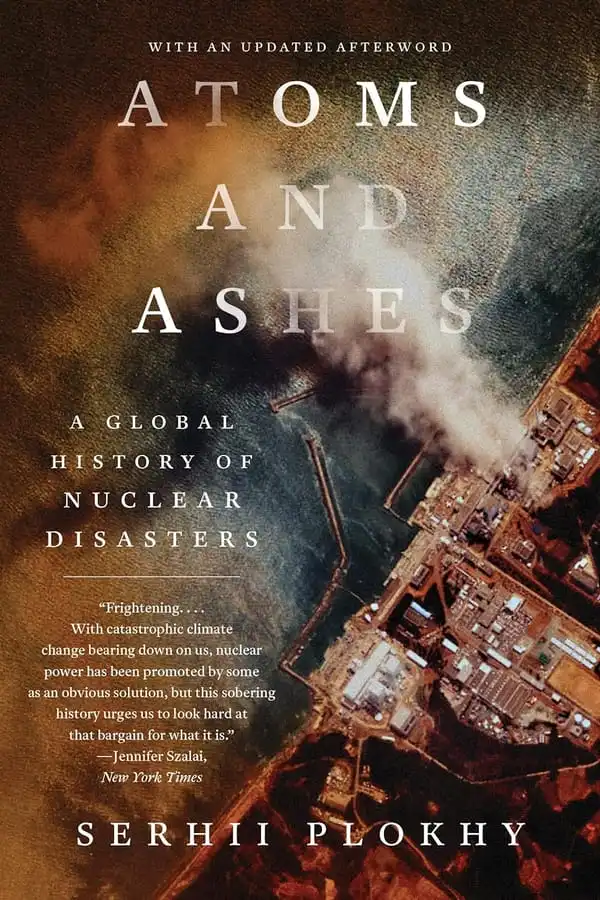 WITH AN UPDATED AFTERWORD
ATOMS
AND
ASHES
A GLOBAL
HISTORY OF
NUCLEAR
DISASTERS
“Frightening. . . .
With catastrophic climate
change bearing down on us, nuclear
power has been promoted by some
as an obvious solution, but this sobering
history urges us to look hard at
that bargain for what it is.”
—Jennifer Szalai,
New York Times
SERHII PLOKHY